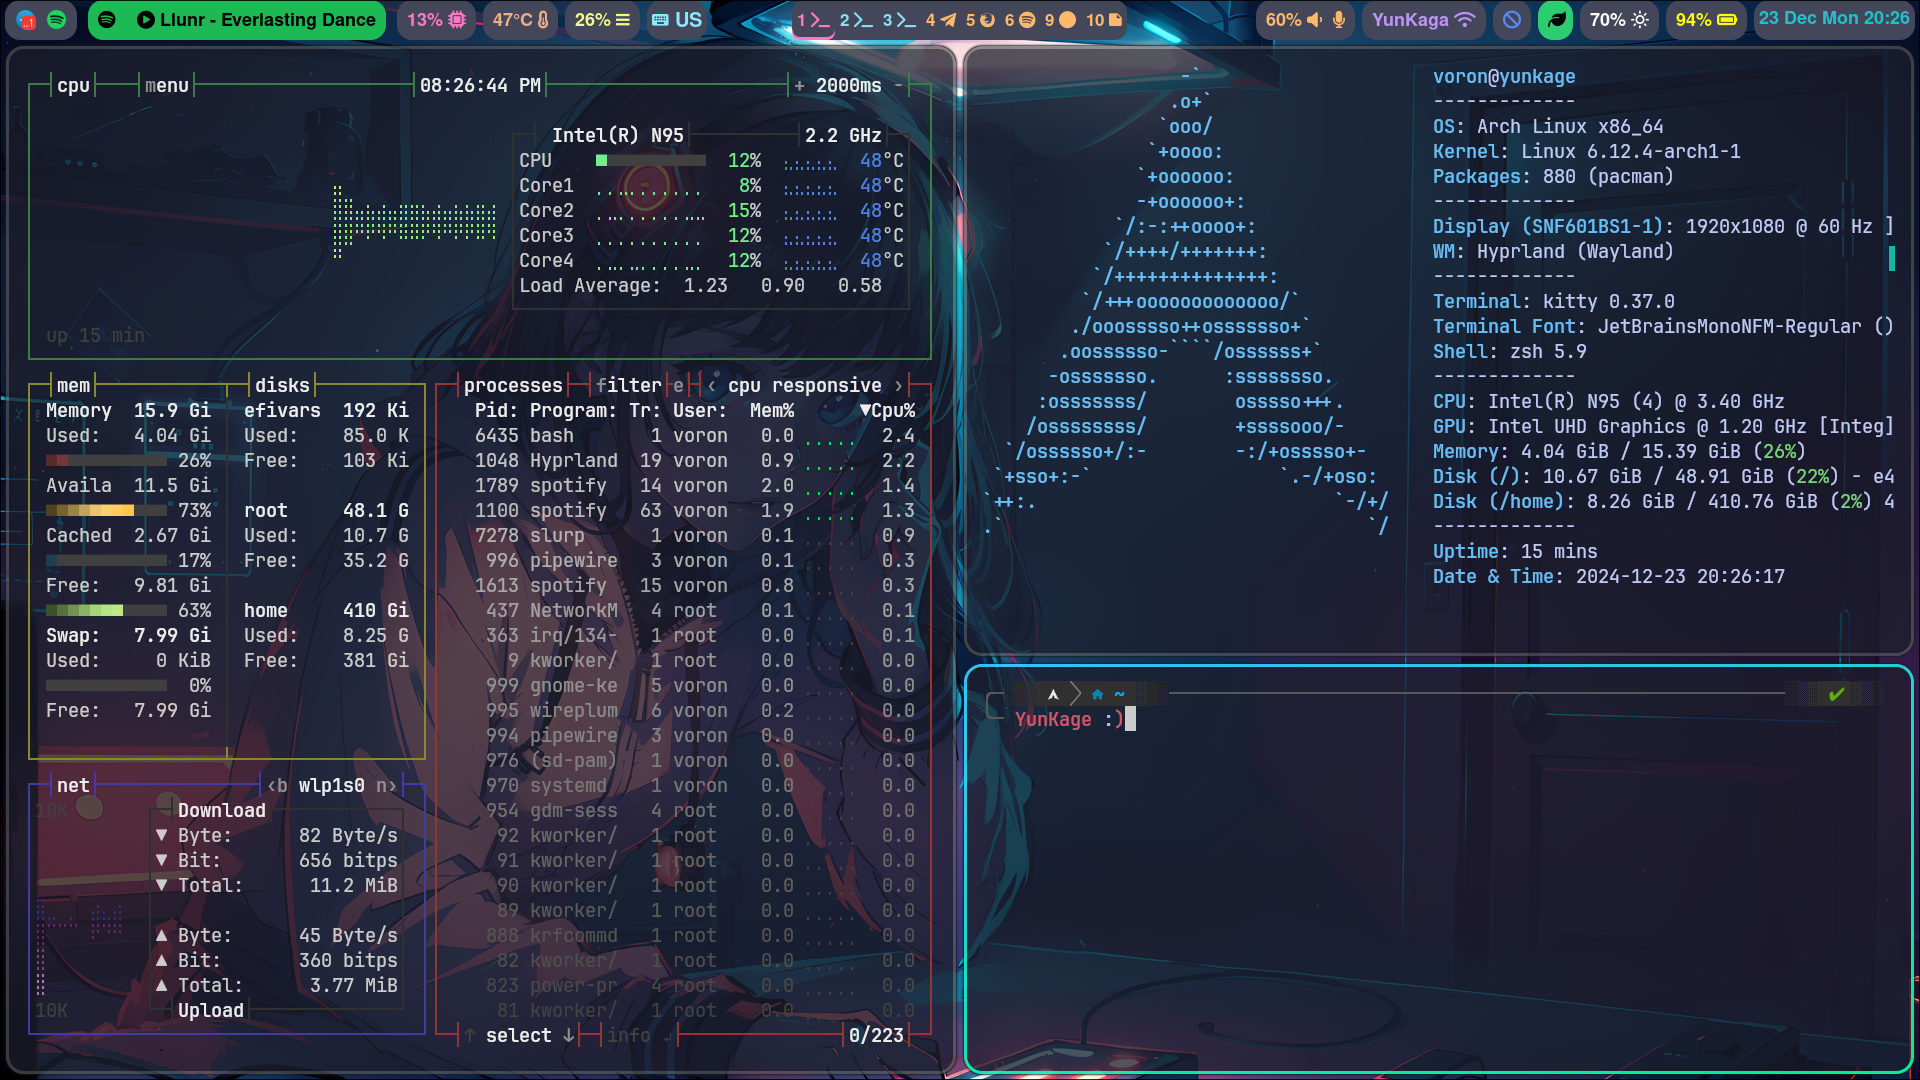 1 Llunr - Everlasting Dance 13% 47°C 26% US 1 2 3 4 5 6 9 10 60% YunKaga 70% 94% 23 Dec Mon 20:26
cpu menu 08:26:44 PM + 2000ms -
Intel(R) N95 2.2 GHz
CPU 12% 48°C
Core1 8% 48°C
Core2 15% 48°C
Core3 12% 48°C
Core4 12% 48°C
Load Average: 1.23 0.90 0.58
up 15 min
mem disks
Memory 15.9 Gi efivars 192 Ki
Used: 4.04 Gi Used: 85.0 K
26% Free: 103 Ki
Availa 11.5 Gi
73% root 48.1 G
Cached 2.67 Gi Used: 10.7 G
17% Free: 35.2 G
Free: 9.81 Gi
63% home 410 Gi
Swap: 7.99 Gi Used: 8.25 G
Used: 0 KiB Free: 381 Gi
0%
Free: 7.99 Gi
net ‹b wlp1s0 n›
10K Download
▼ Byte: 82 Byte/s
▼ Bit: 656 bitps
▼ Total: 11.2 MiB
▲ Byte: 45 Byte/s
▲ Bit: 360 bitps
▲ Total: 3.77 MiB
10K Upload
processes filter e ‹ cpu responsive ›
Pid: Program: Tr: User: Mem% ▼Cpu%
6435 bash 1 voron 0.0 2.4
1048 Hyprland 19 voron 0.9 2.2
1789 spotify 14 voron 2.0 1.4
1100 spotify 63 voron 1.9 1.3
7278 slurp 1 voron 0.1 0.9
996 pipewire 3 voron 0.1 0.3
1613 spotify 15 voron 0.8 0.3
437 NetworkM 4 root 0.1 0.1
363 irq/134- 1 root 0.0 0.1
9 kworker/ 1 root 0.0 0.0
999 gnome-ke 5 voron 0.0 0.0
995 wireplum 6 voron 0.2 0.0
994 pipewire 3 voron 0.0 0.0
976 (sd-pam) 1 voron 0.0 0.0
970 systemd 1 voron 0.0 0.0
954 gdm-sess 4 root 0.0 0.0
92 kworker/ 1 root 0.0 0.0
91 kworker/ 1 root 0.0 0.0
90 kworker/ 1 root 0.0 0.0
89 kworker/ 1 root 0.0 0.0
888 krfcommd 1 root 0.0 0.0
82 kworker/ 1 root 0.0 0.0
823 power-pr 4 root 0.0 0.0
81 kworker/ 1 root 0.0 0.0
↑ select ↓ info ↲ 0/223
voron@yunkage
-------------
OS: Arch Linux x86_64
Kernel: Linux 6.12.4-arch1-1
Packages: 880 (pacman)
-------------
Display (SNF601BS1-1): 1920x1080 @ 60 Hz ]
WM: Hyprland (Wayland)
-------------
Terminal: kitty 0.37.0
Terminal Font: JetBrainsMonoNFM-Regular ()
Shell: zsh 5.9
-------------
CPU: Intel(R) N95 (4) @ 3.40 GHz
GPU: Intel UHD Graphics @ 1.20 GHz [Integ]
Memory: 4.04 GiB / 15.39 GiB (26%)
Disk (/): 10.67 GiB / 48.91 GiB (22%) - e4
Disk (/home): 8.26 GiB / 410.76 GiB (2%) 4
-------------
Uptime: 15 mins
Date & Time: 2024-12-23 20:26:17
~
YunKage :)